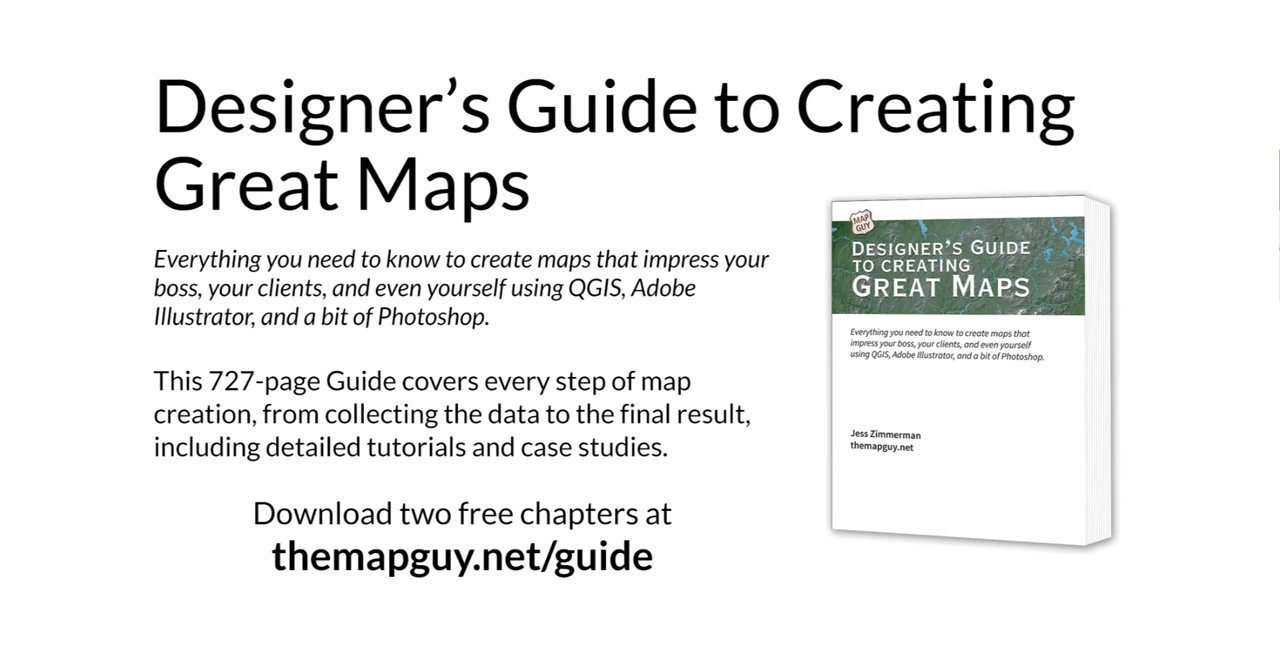 Designer’s Guide to Creating
Great Maps
Everything you need to know to create maps that impress your
boss, your clients, and even yourself using QGIS, Adobe
Illustrator, and a bit of Photoshop.
This 727-page Guide covers every step of map
creation, from collecting the data to the final result,
including detailed tutorials and case studies.
Download two free chapters at
themapguy.net/guide
MAP
GUY
DESIGNER’S GUIDE
TO CREATING
GREAT MAPS
Everything you need to know to create maps that
impress your boss, your clients, and even yourself
using QGIS, Adobe Illustrator, and a bit of Photoshop.
Jess Zimmerman
themapguy.net